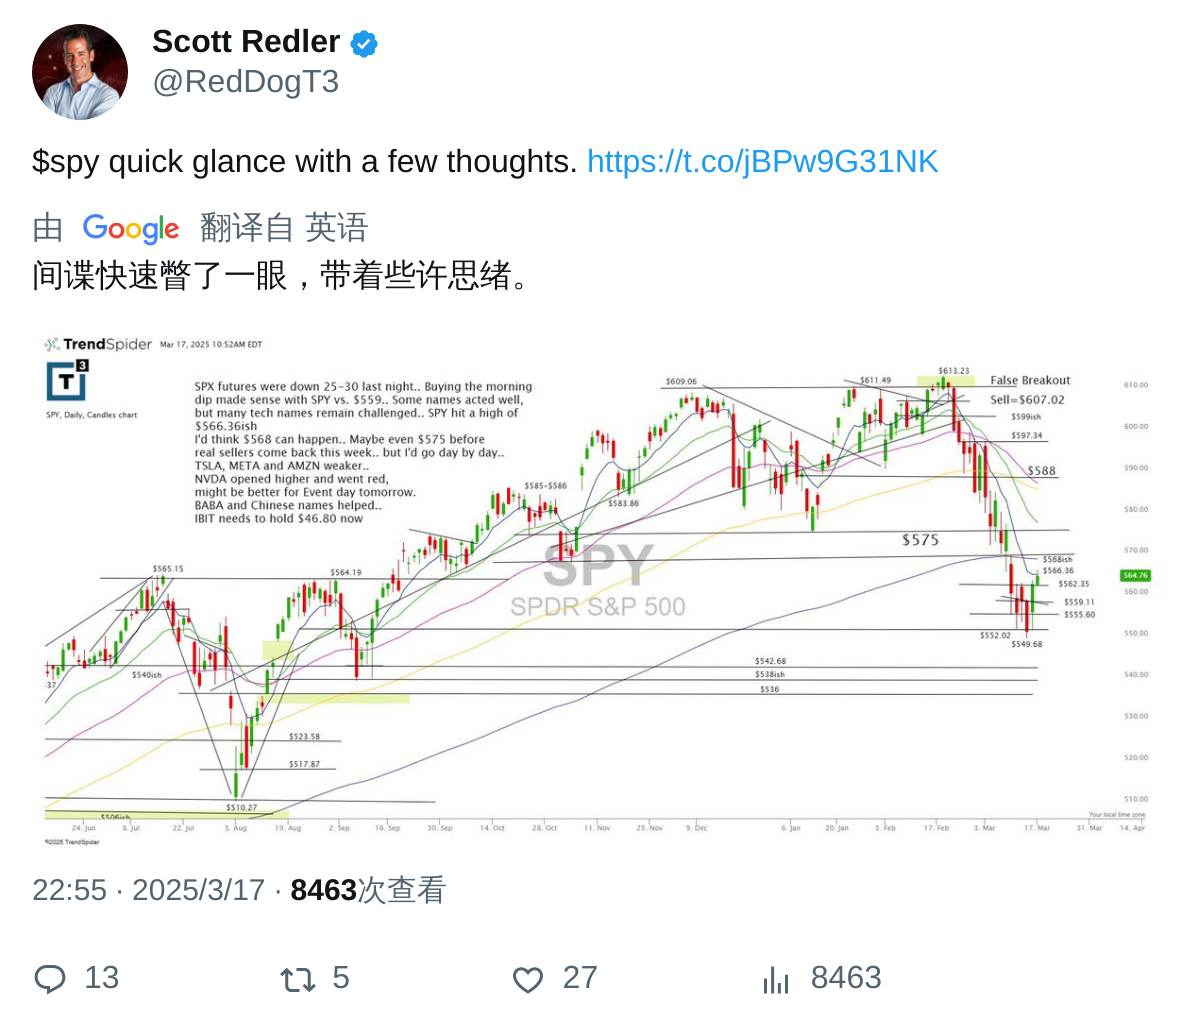 Scott Redler
@RedDogT3
$spy quick glance with a few thoughts. https://t.co/jBPw9G31NK
由 Google 翻译自 英语
间谍快速瞥了一眼，带着些许思绪。
TrendSpider Mar 17, 2025 10:52AM EDT
T3
SPY, Daily, Candles chart
SPX futures were down 25-30 last night.. Buying the morning
dip made sense with SPY vs. $559.. Some names acted well,
but many tech names remain challenged.. SPY hit a high of
$566.36ish
I'd think $568 can happen.. Maybe even $575 before
real sellers come back this week.. but I'd go day by day..
TSLA, META and AMZN weaker..
NVDA opened higher and went red,
might be better for Event day tomorrow.
BABA and Chinese names helped..
IBIT needs to hold $46.80 now
$609.06
$611.49
$613.23
False Breakout
Sell=$607.02
$599ish
$597.34
$588
$585-$586
$583.86
$575
$568ish
$566.36
$565.15
$564.19
$562.35
$559.11
$555.60
$552.02
$549.68
$542.68
$540ish
$538ish
$536
$523.58
$517.87
$510.27
$506ish
.37
SPY
SPDR S&P 500
610.00
600.00
590.00
580.00
570.00
564.76
560.00
550.00
540.00
530.00
520.00
510.00
Your local time zone
24. Jun 8. Jul 22. Jul 5. Aug 19. Aug 2. Sep 16. Sep 30. Sep 14. Oct 28. Oct 11. Nov 25. Nov 9. Dec 6. Jan 20. Jan 3. Feb 17. Feb 3. Mar 17. Mar 31. Mar 14. Apr
©2025 TrendSpider
22:55 · 2025/3/17 · 8463次查看
13 5 27 8463